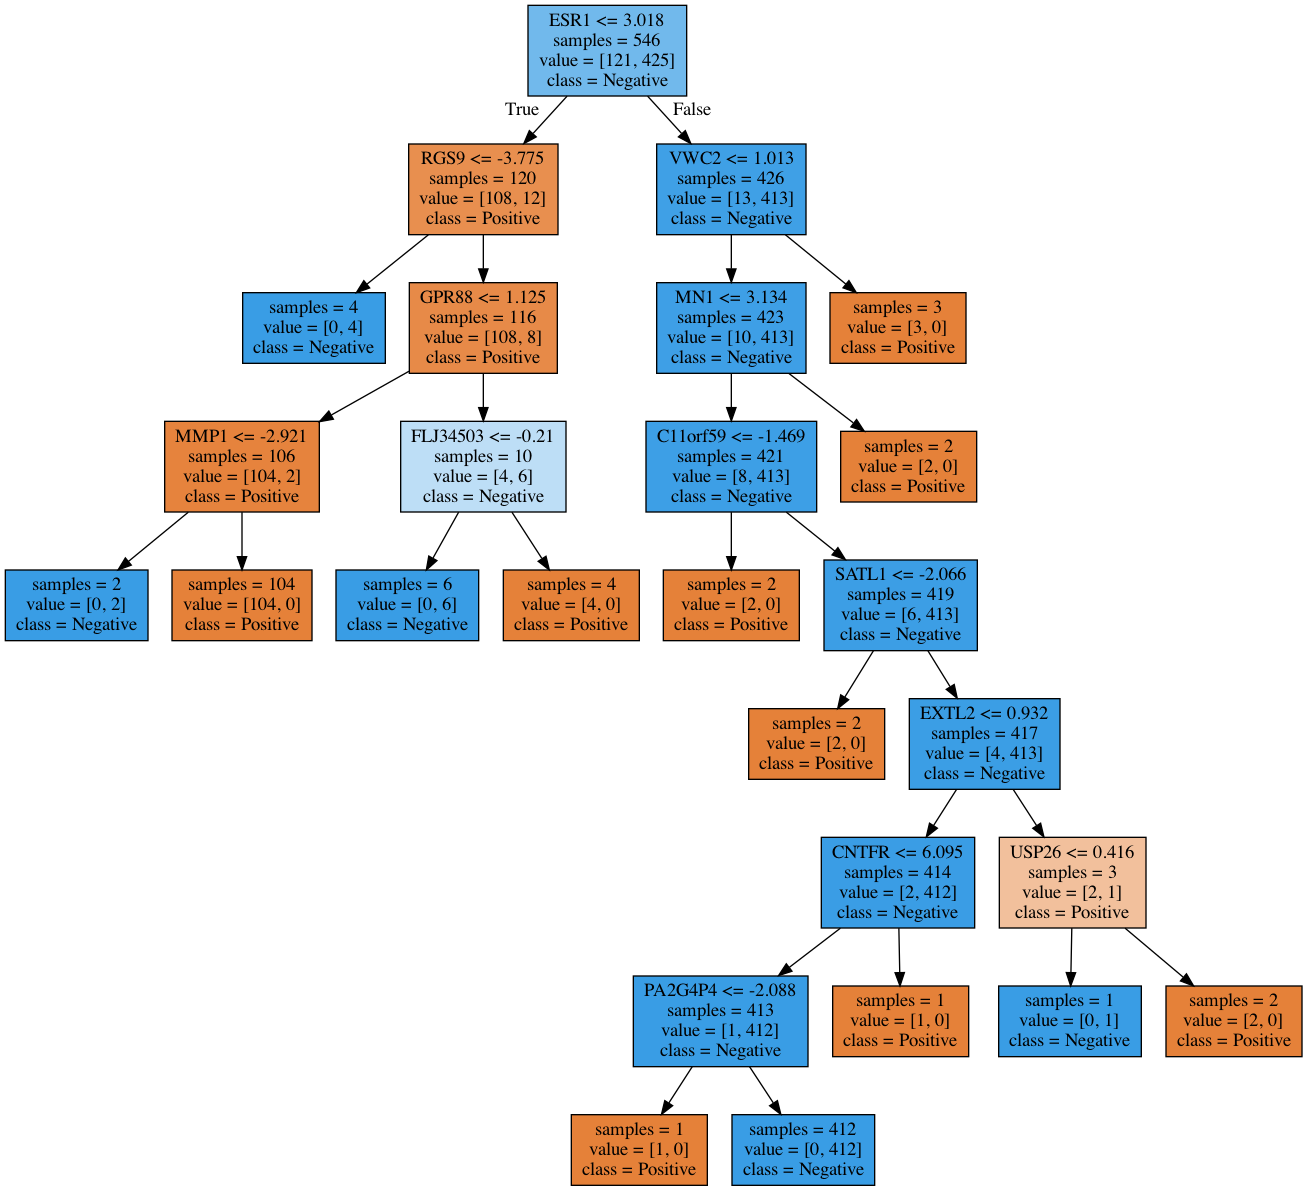 ESR1 <= 3.018
samples = 546
value = [121, 425]
class = Negative
True
False
RGS9 <= -3.775
samples = 120
value = [108, 12]
class = Positive
VWC2 <= 1.013
samples = 426
value = [13, 413]
class = Negative
samples = 4
value = [0, 4]
class = Negative
GPR88 <= 1.125
samples = 116
value = [108, 8]
class = Positive
MN1 <= 3.134
samples = 423
value = [10, 413]
class = Negative
samples = 3
value = [3, 0]
class = Positive
MMP1 <= -2.921
samples = 106
value = [104, 2]
class = Positive
FLJ34503 <= -0.21
samples = 10
value = [4, 6]
class = Negative
C11orf59 <= -1.469
samples = 421
value = [8, 413]
class = Negative
samples = 2
value = [2, 0]
class = Positive
samples = 2
value = [0, 2]
class = Negative
samples = 104
value = [104, 0]
class = Positive
samples = 6
value = [0, 6]
class = Negative
samples = 4
value = [4, 0]
class = Positive
samples = 2
value = [2, 0]
class = Positive
SATL1 <= -2.066
samples = 419
value = [6, 413]
class = Negative
samples = 2
value = [2, 0]
class = Positive
EXTL2 <= 0.932
samples = 417
value = [4, 413]
class = Negative
CNTFR <= 6.095
samples = 414
value = [2, 412]
class = Negative
USP26 <= 0.416
samples = 3
value = [2, 1]
class = Positive
PA2G4P4 <= -2.088
samples = 413
value = [1, 412]
class = Negative
samples = 1
value = [1, 0]
class = Positive
samples = 1
value = [0, 1]
class = Negative
samples = 2
value = [2, 0]
class = Positive
samples = 1
value = [1, 0]
class = Positive
samples = 412
value = [0, 412]
class = Negative